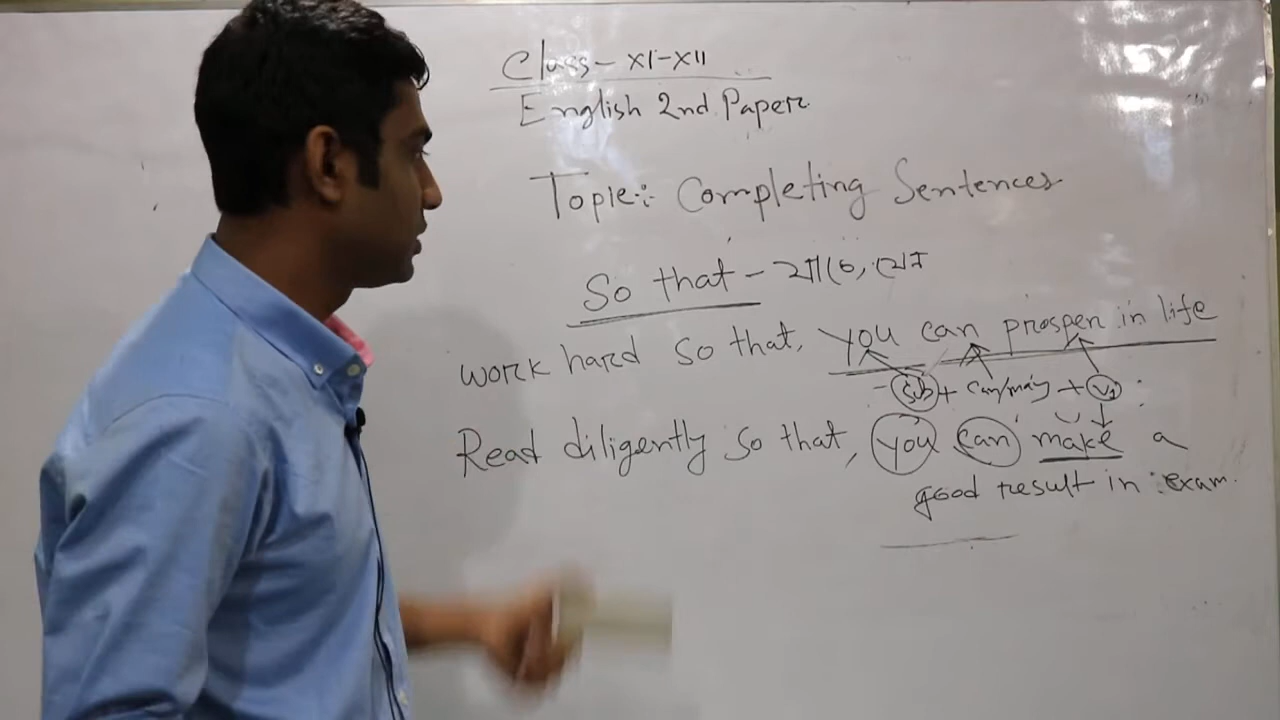 Class - XI-XII
English 2nd Paper
Topic: Completing Sentences
So that - যাতে, যেন
work hard so that, you can prosper in life
Sub + can/may + V1
Read diligently so that, you can make a
good result in exam.